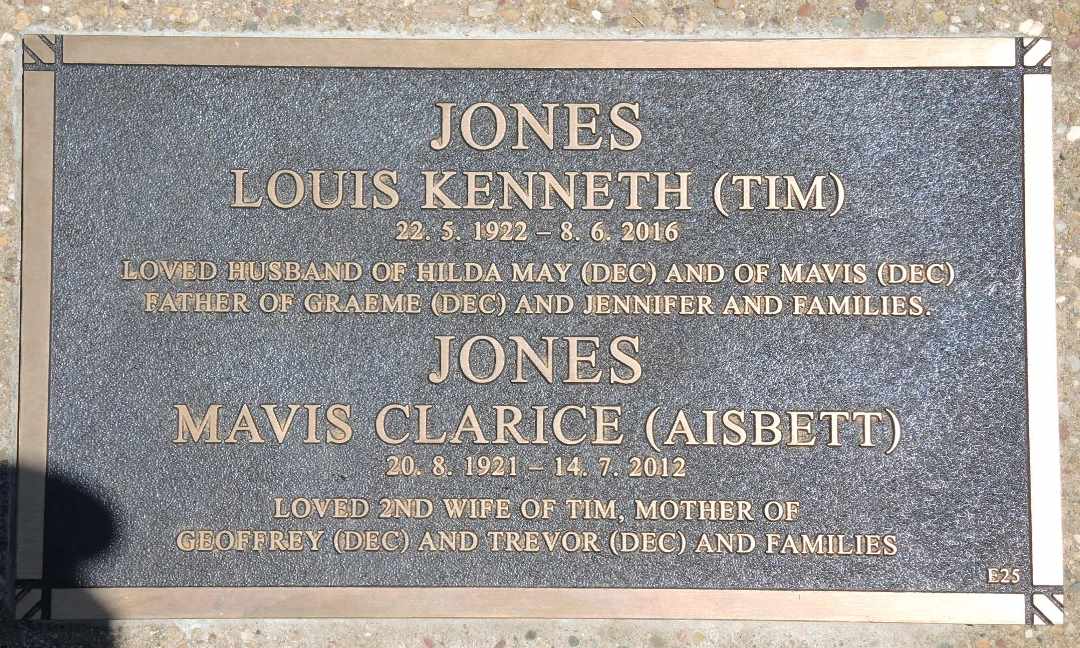 JONES
LOUIS KENNETH (TIM)
22. 5. 1922 – 8. 6. 2016
LOVED HUSBAND OF HILDA MAY (DEC) AND OF MAVIS (DEC)
FATHER OF GRAEME (DEC) AND JENNIFER AND FAMILIES.
JONES
MAVIS CLARICE (AISBETT)
20. 8. 1921 – 14. 7. 2012
LOVED 2ND WIFE OF TIM, MOTHER OF
GEOFFREY (DEC) AND TREVOR (DEC) AND FAMILIES
E25